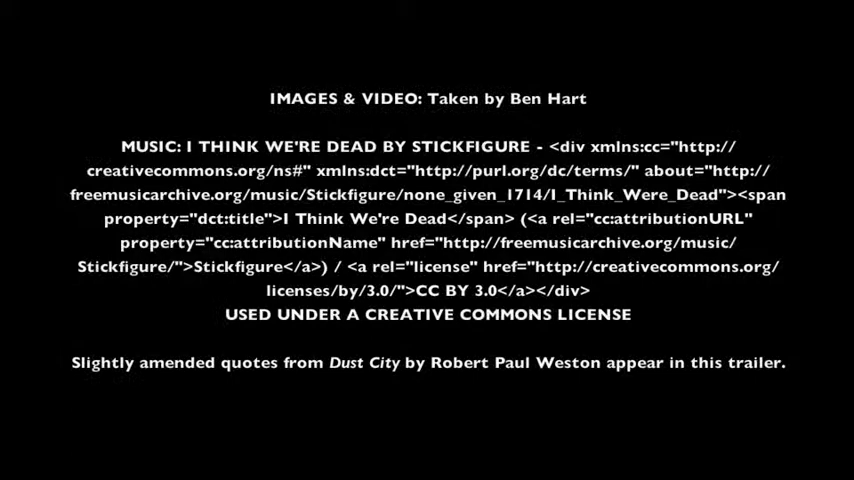 IMAGES & VIDEO: Taken by Ben Hart
MUSIC: I THINK WE'RE DEAD BY STICKFIGURE - <div xmlns:cc="http://
creativecommons.org/ns#" xmlns:dct="http://purl.org/dc/terms/" about="http://
freemusicarchive.org/music/Stickfigure/none_given_1714/I_Think_Were_Dead"><span
property="dct:title">I Think We're Dead</span> (<a rel="cc:attributionURL"
property="cc:attributionName" href="http://freemusicarchive.org/music/
Stickfigure/">Stickfigure</a>) / <a rel="license" href="http://creativecommons.org/
licenses/by/3.0/">CC BY 3.0</a></div>
USED UNDER A CREATIVE COMMONS LICENSE
Slightly amended quotes from Dust City by Robert Paul Weston appear in this trailer.